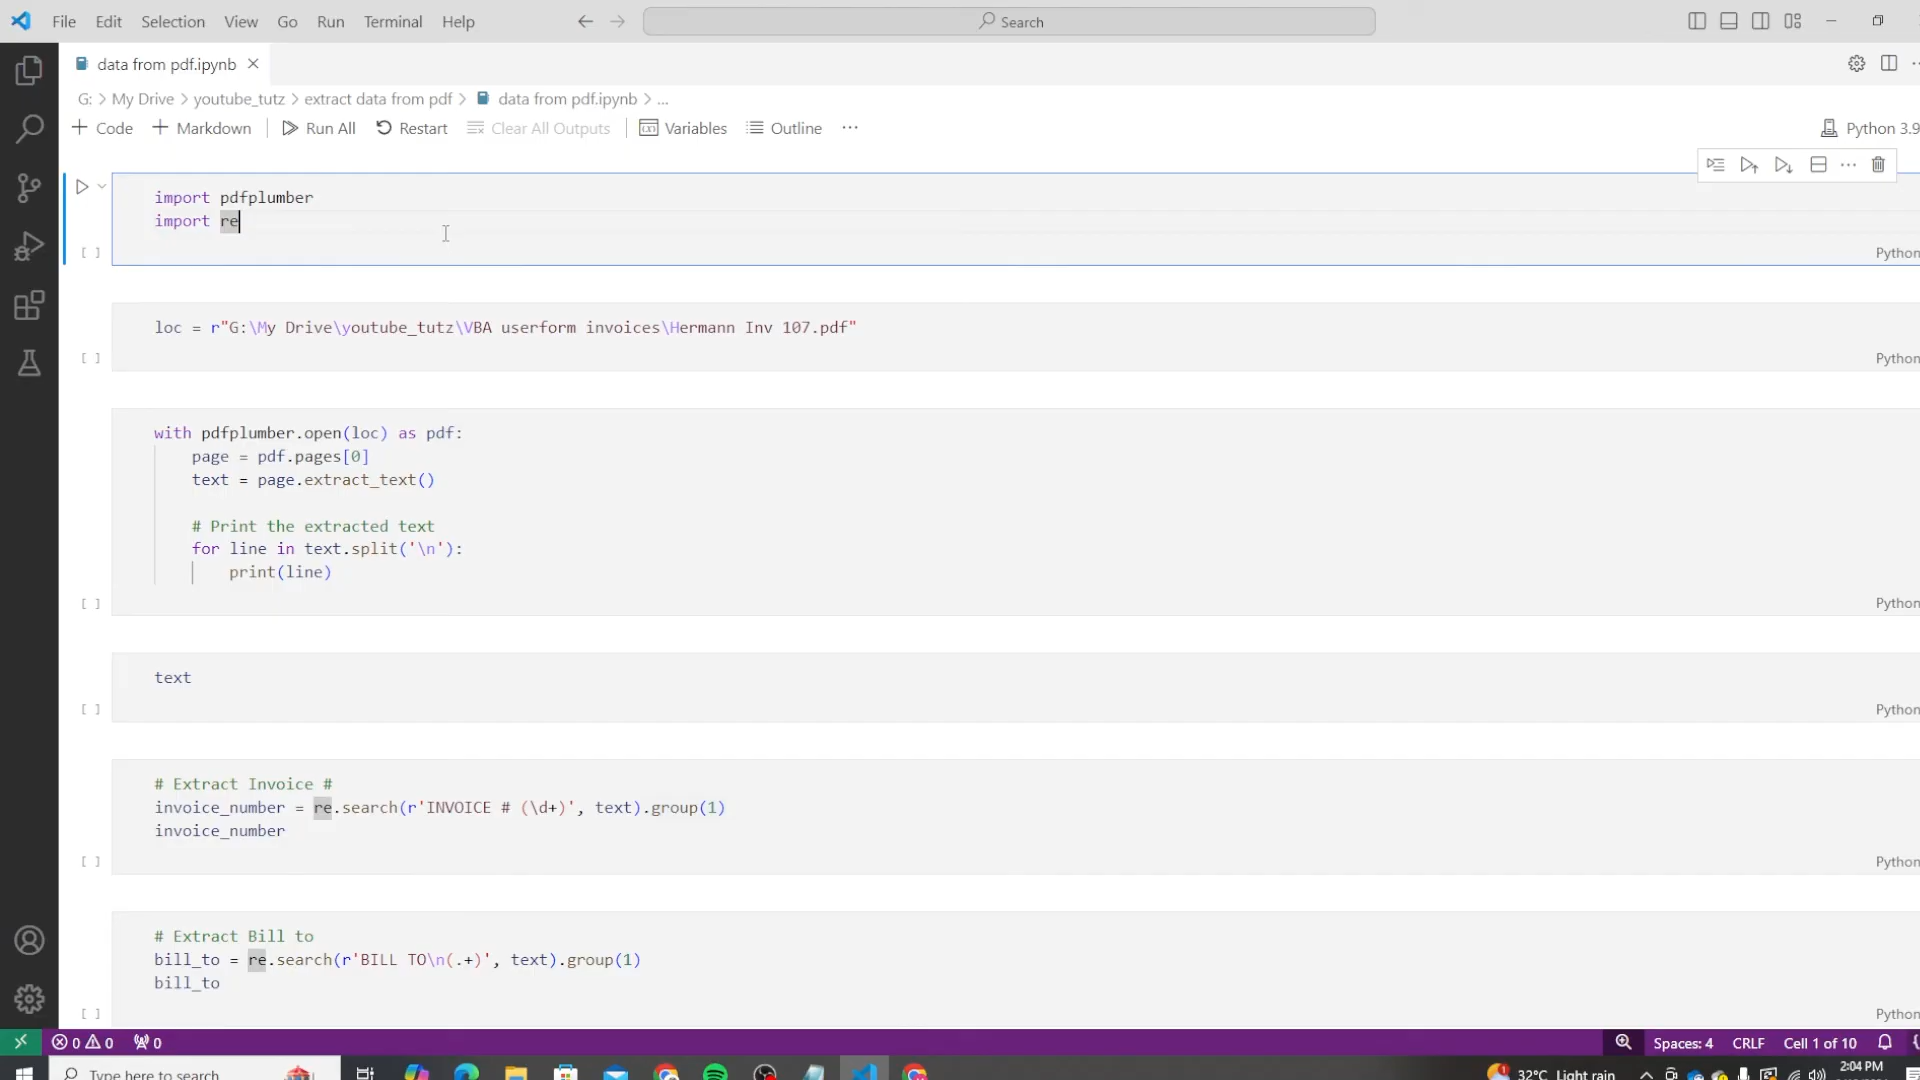 File Edit Selection View Go Run Terminal Help
Search
data from pdf.ipynb
G: > My Drive > youtube_tutz > extract data from pdf > data from pdf.ipynb > ...
+ Code + Markdown Run All Restart Clear All Outputs Variables Outline ... Python 3.9
import pdfplumber
import re
[ ] Python
loc = r"G:\My Drive\youtube_tutz\VBA userform invoices\Hermann Inv 107.pdf"
[ ] Python
with pdfplumber.open(loc) as pdf:
page = pdf.pages[0]
text = page.extract_text()
# Print the extracted text
for line in text.split('\n'):
print(line)
[ ] Python
text
[ ] Python
# Extract Invoice #
invoice_number = re.search(r'INVOICE # (\d+)', text).group(1)
invoice_number
[ ] Python
# Extract Bill to
bill_to = re.search(r'BILL TO\n(.+)', text).group(1)
bill_to
[ ] Python
0 0 0 Spaces: 4 CRLF Cell 1 of 10
Type here to search 32°C Light rain 2:04 PM